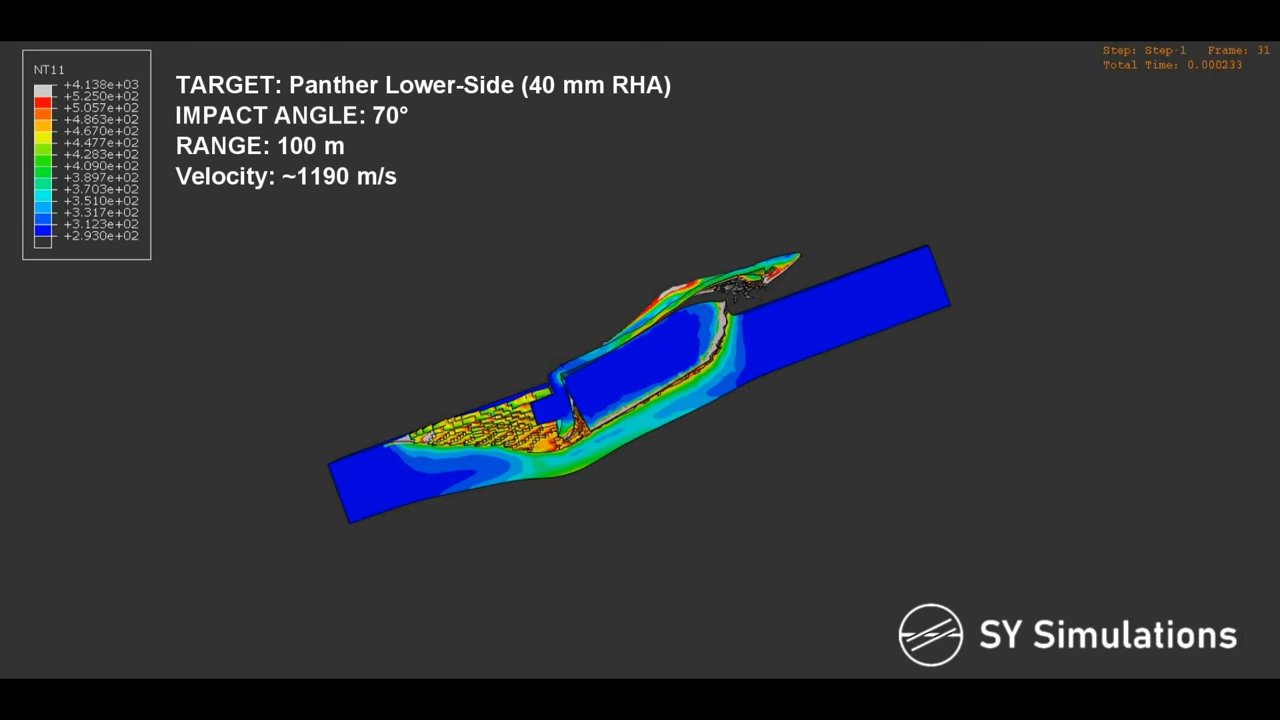 Step: Step-1 Frame: 31
Total Time: 0.000233
NT11
+4.138e+03
+5.250e+02
+5.057e+02
+4.863e+02
+4.670e+02
+4.477e+02
+4.283e+02
+4.090e+02
+3.897e+02
+3.703e+02
+3.510e+02
+3.317e+02
+3.123e+02
+2.930e+02
TARGET: Panther Lower-Side (40 mm RHA)
IMPACT ANGLE: 70°
RANGE: 100 m
Velocity: ~1190 m/s
SY Simulations